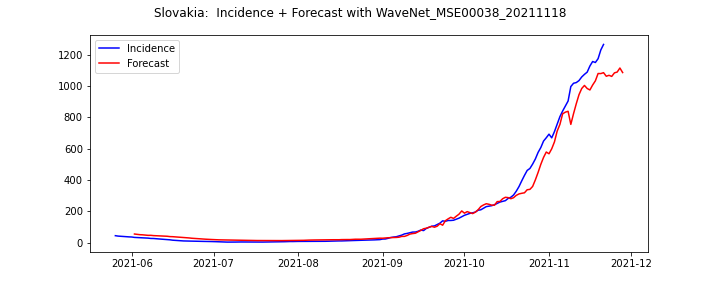 Slovakia:  Incidence + Forecast with WaveNet_MSE00038_20211118
Incidence
Forecast
1200
1000
800
600
400
200
0
2021-06 2021-07 2021-08 2021-09 2021-10 2021-11 2021-12